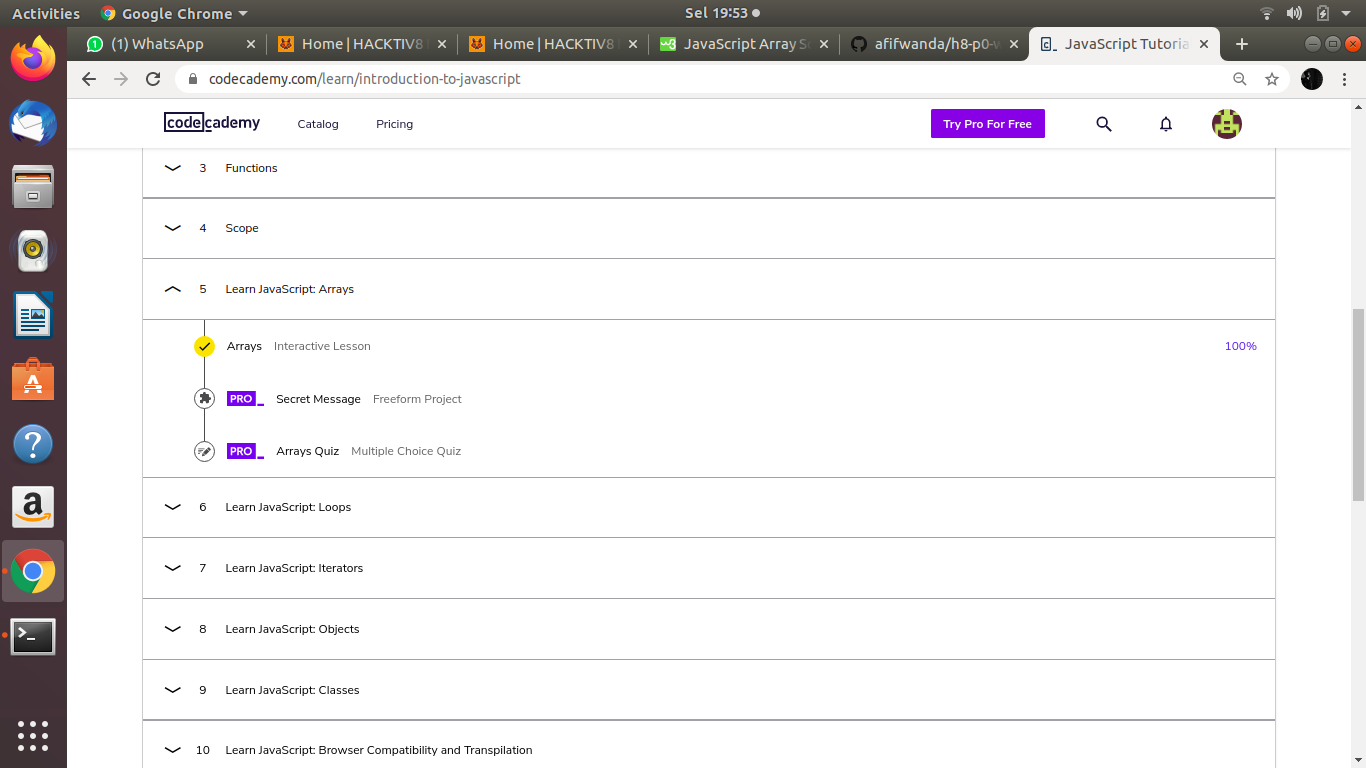 Activities Google Chrome Sel 19:53
(1) WhatsApp Home | HACKTIV8 Home | HACKTIV8 JavaScript Array So afifwanda/h8-p0-w JavaScript Tutoria
codecademy.com/learn/introduction-to-javascript
codecademy Catalog Pricing Try Pro For Free
3 Functions
4 Scope
5 Learn JavaScript: Arrays
Arrays Interactive Lesson 100%
PRO Secret Message Freeform Project
PRO Arrays Quiz Multiple Choice Quiz
6 Learn JavaScript: Loops
7 Learn JavaScript: Iterators
8 Learn JavaScript: Objects
9 Learn JavaScript: Classes
10 Learn JavaScript: Browser Compatibility and Transpilation